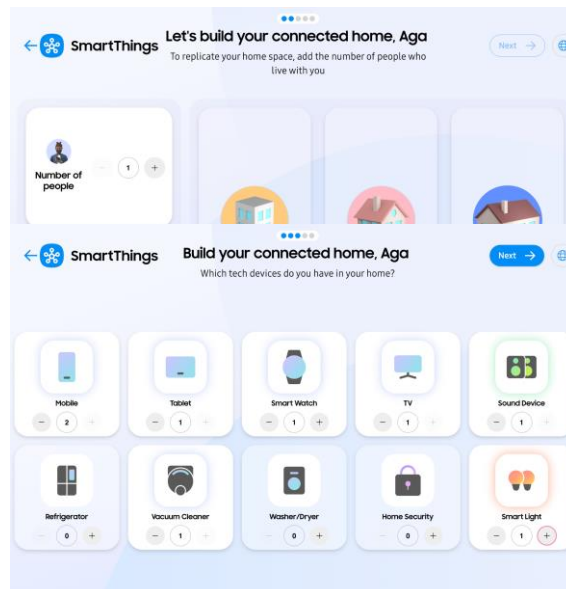 SmartThings
Let's build your connected home, Aga
To replicate your home space, add the number of people who
live with you
Next
Number of
people
1
SmartThings
Build your connected home, Aga
Which tech devices do you have in your home?
Next
Mobile
Tablet
Smart Watch
TV
Sound Device
2
1
1
1
1
Refrigerator
Vacuum Cleaner
Washer/Dryer
Home Security
Smart Light
0
1
0
0
1